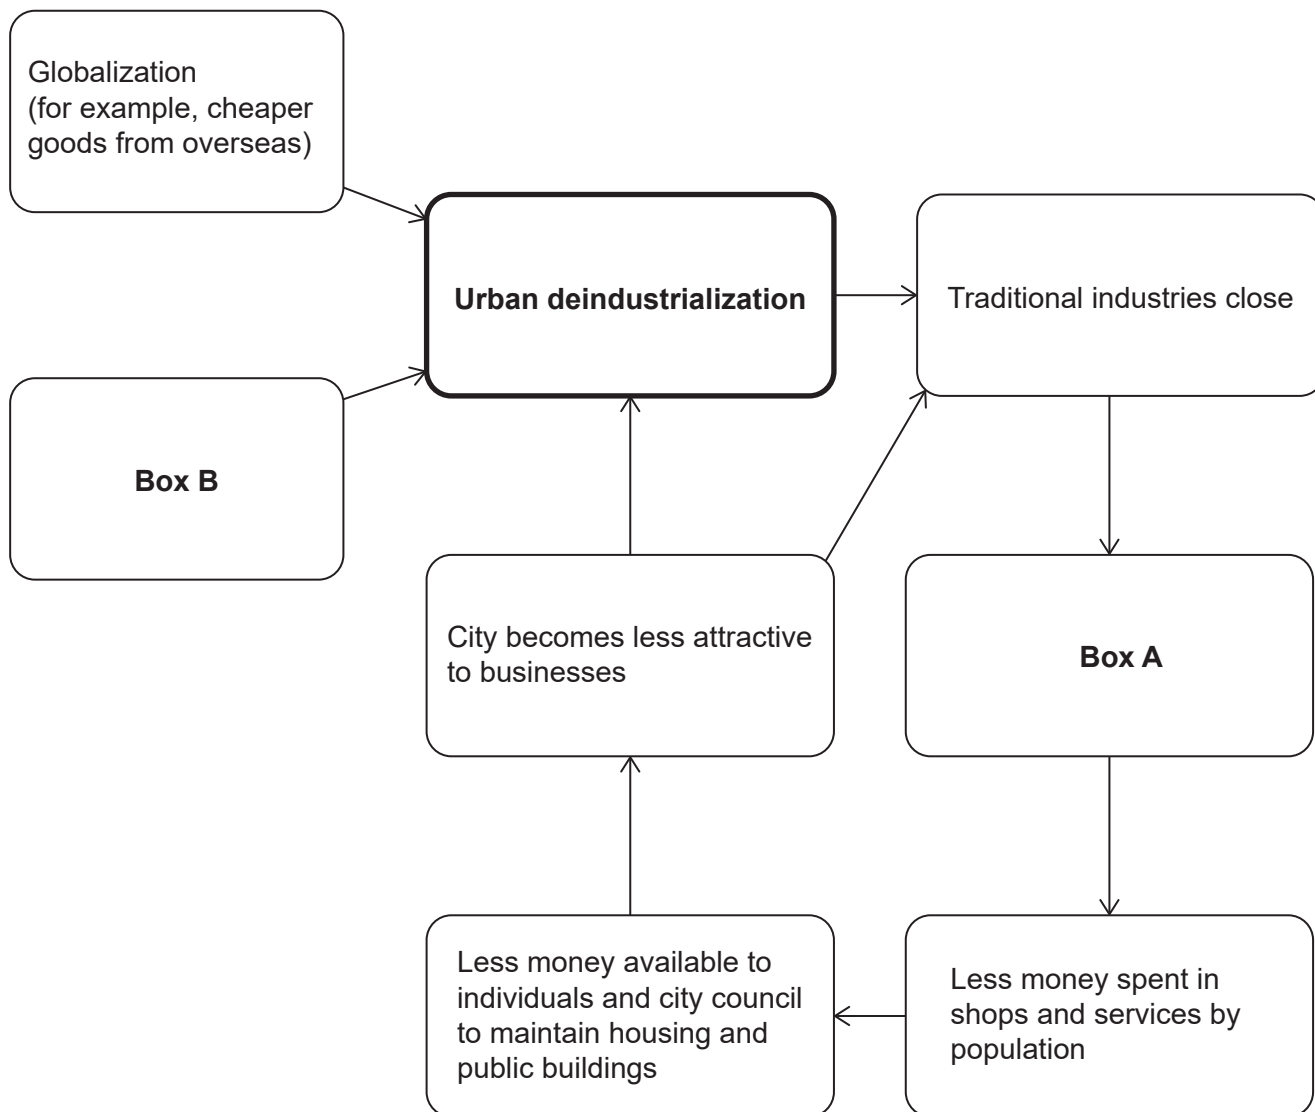 Globalization
(for example, cheaper
goods from overseas)
Urban deindustrialization
Traditional industries close
Box B
City becomes less attractive
to businesses
Box A
Less money available to
individuals and city council
to maintain housing and
public buildings
Less money spent in
shops and services by
population